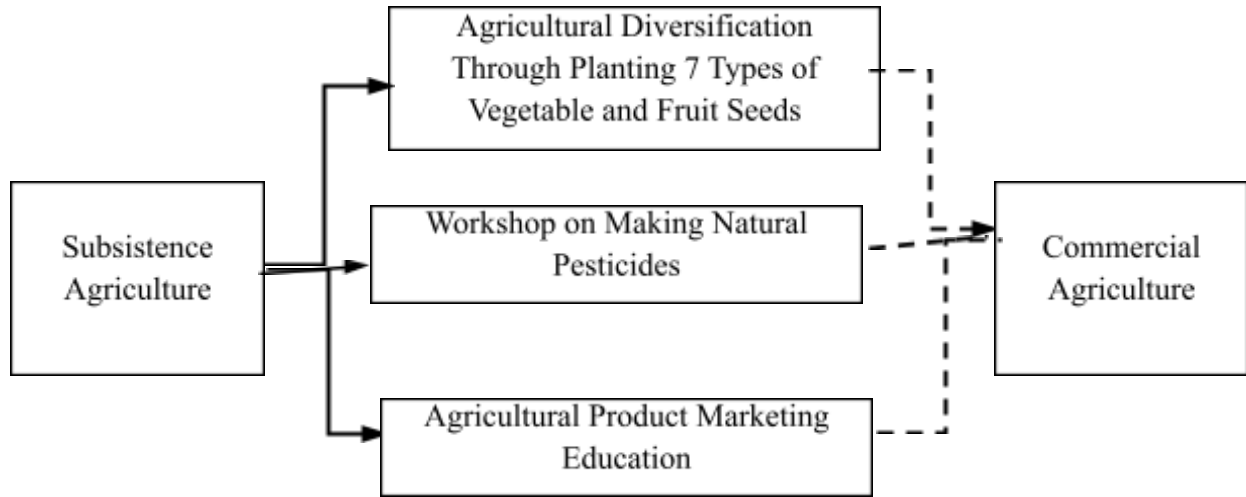 Agricultural Diversification
Through Planting 7 Types of
Vegetable and Fruit Seeds
Subsistence
Agriculture
Workshop on Making Natural
Pesticides
Commercial
Agriculture
Agricultural Product Marketing
Education